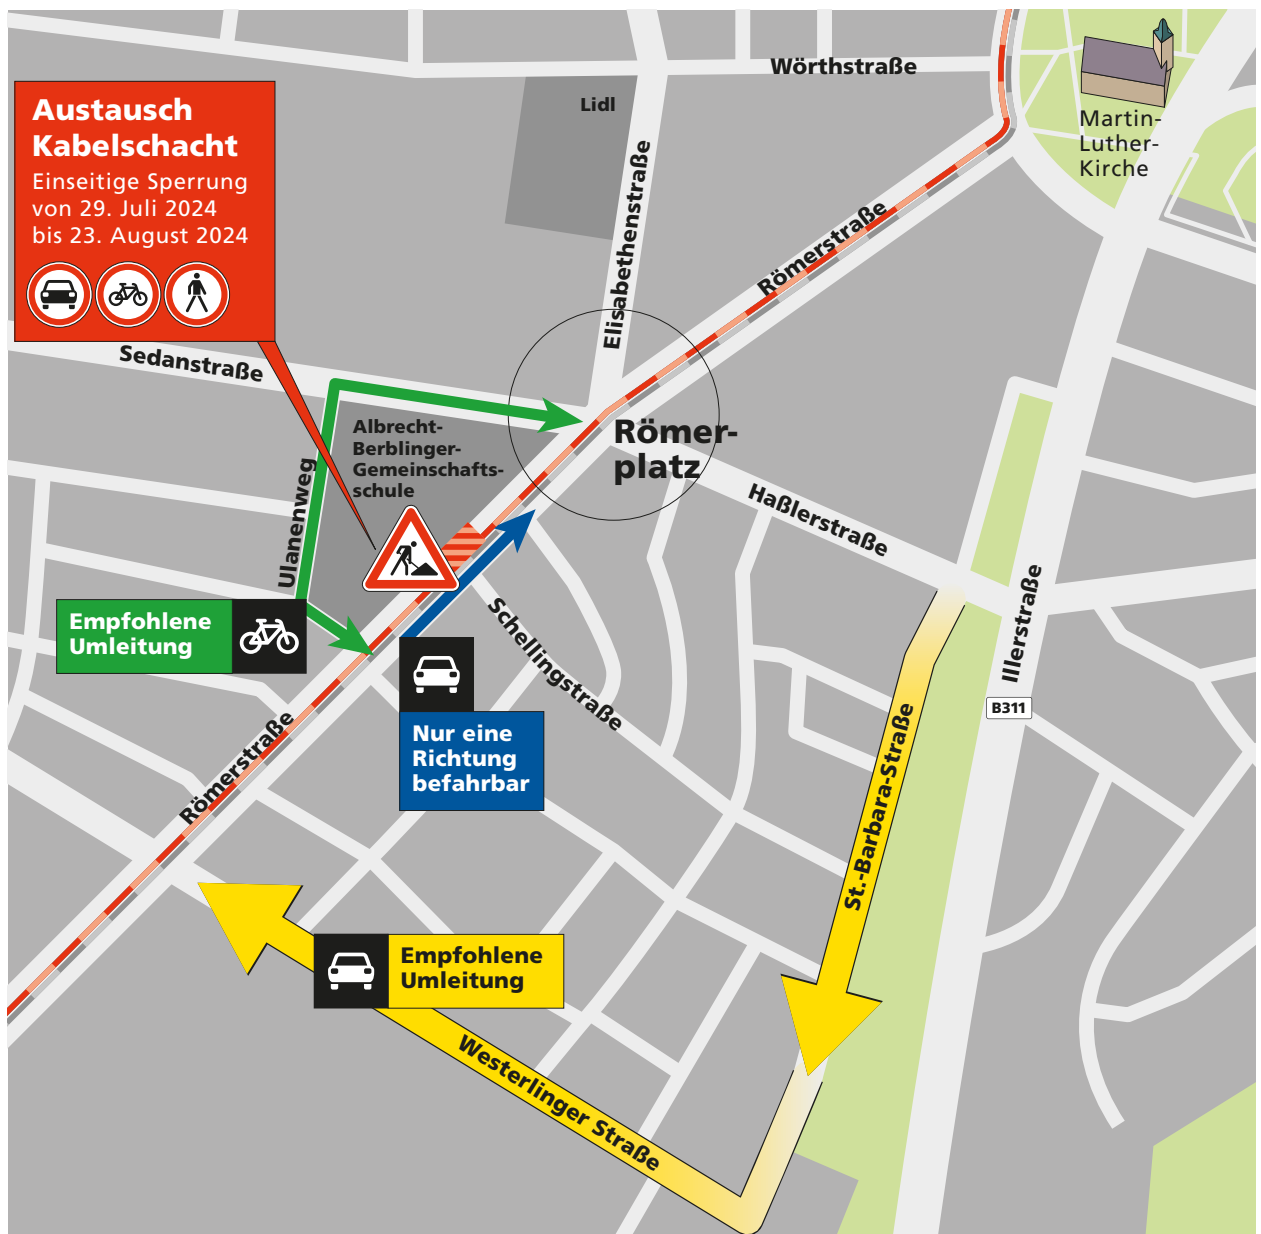 Wörthstraße
Austausch
Kabelschacht
Einseitige Sperrung
von 29. Juli 2024
bis 23. August 2024
Lidl
Martin-
Luther-
Kirche
Elisabethenstraße
Römerstraße
Sedanstraße
Albrecht-
Berblinger-
Gemeinschafts-
schule
Römer-
platz
Ulanenweg
Haßlerstraße
Empfohlene
Umleitung
Schellingstraße
Illerstraße
B311
Nur eine
Richtung
befahrbar
Römerstraße
St.-Barbara-Straße
Empfohlene
Umleitung
Westerlinger Straße